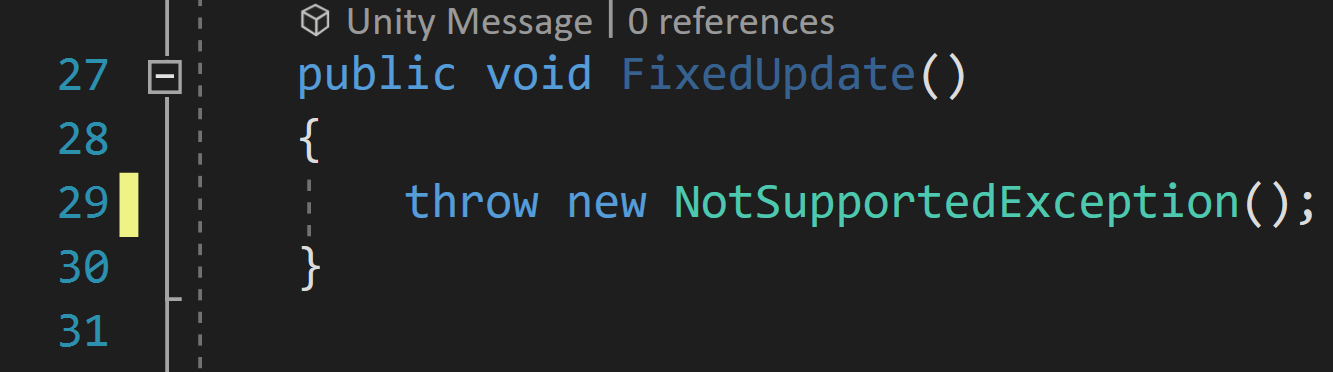 Unity Message | 0 references
27 public void FixedUpdate()
28 {
29 throw new NotSupportedException();
30 }
31